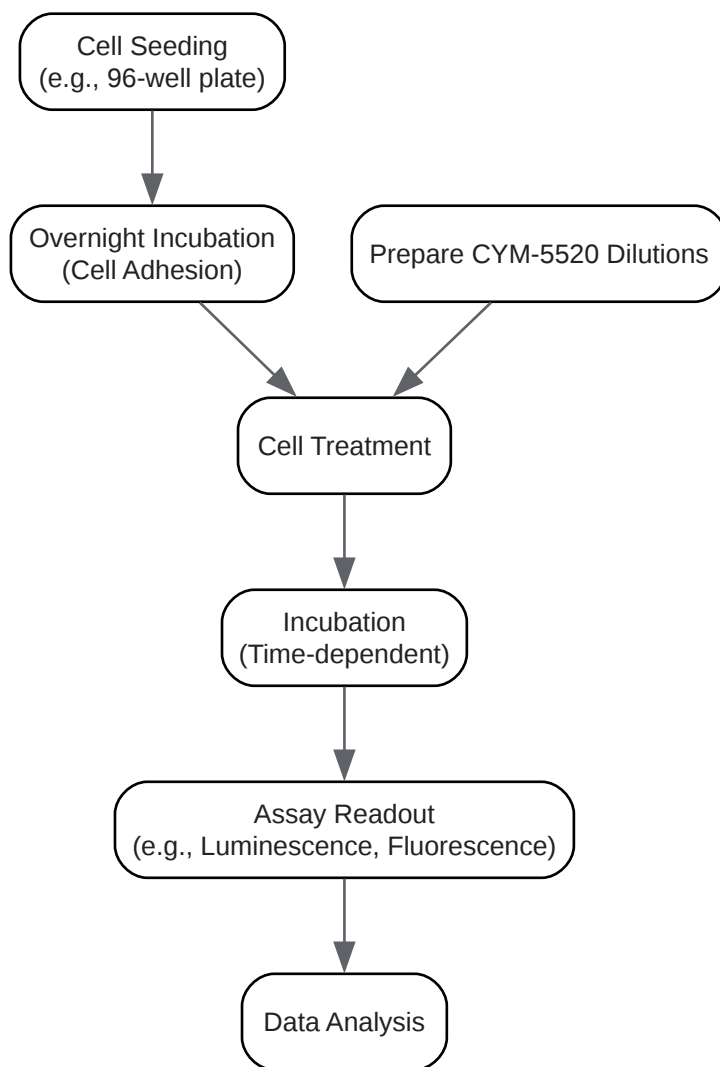 Cell Seeding
(e.g., 96-well plate)
Overnight Incubation
(Cell Adhesion)
Prepare CYM-5520 Dilutions
Cell Treatment
Incubation
(Time-dependent)
Assay Readout
(e.g., Luminescence, Fluorescence)
Data Analysis